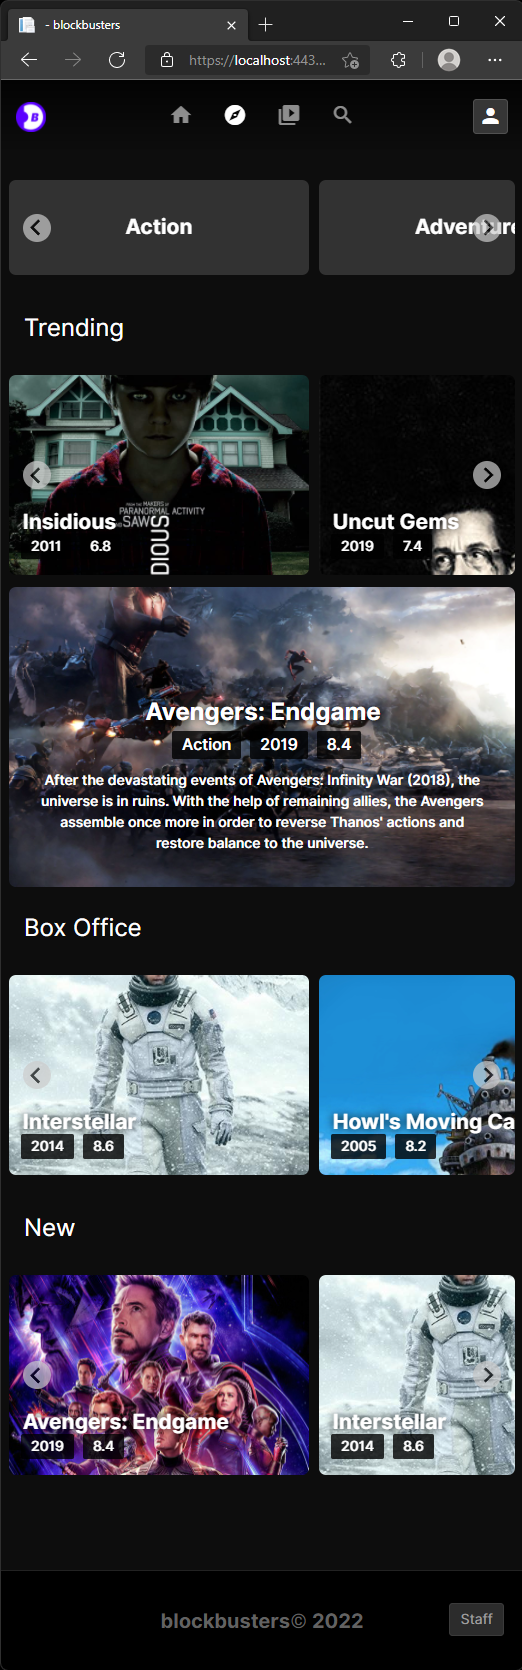 - blockbusters
https://localhost:443...
B
Action
Adventure
Trending
FROM THE MAKERS OF
PARANORMAL ACTIVITY
AND SAW
Insidious
2011 6.8
DIOUS
Uncut Gems
2019 7.4
Avengers: Endgame
Action 2019 8.4
After the devastating events of Avengers: Infinity War (2018), the
universe is in ruins. With the help of remaining allies, the Avengers
assemble once more in order to reverse Thanos' actions and
restore balance to the universe.
Box Office
Interstellar
2014 8.6
Howl's Moving Ca
2005 8.2
New
Avengers: Endgame
2019 8.4
Interstellar
2014 8.6
blockbusters© 2022
Staff